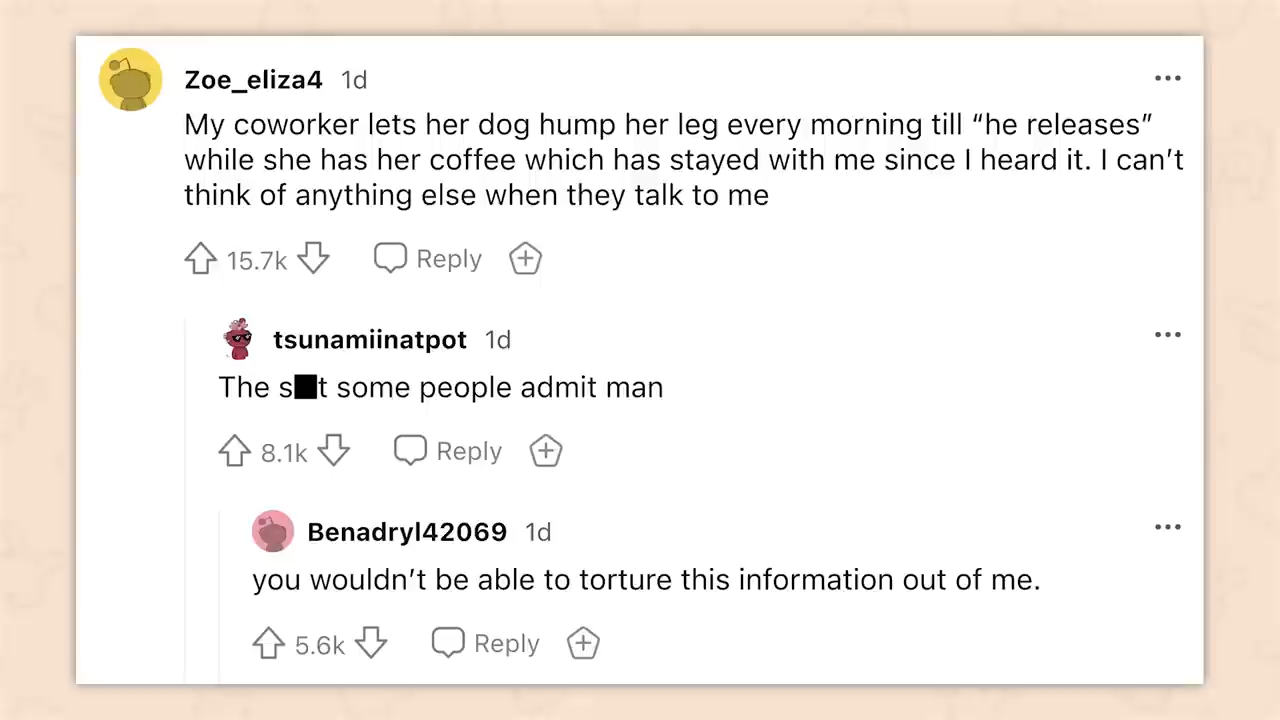 Zoe_eliza4 1d
My coworker lets her dog hump her leg every morning till “he releases”
while she has her coffee which has stayed with me since I heard it. I can’t
think of anything else when they talk to me
15.7k Reply
tsunamiinatpot 1d
The s■t some people admit man
8.1k Reply
Benadryl42069 1d
you wouldn’t be able to torture this information out of me.
5.6k Reply